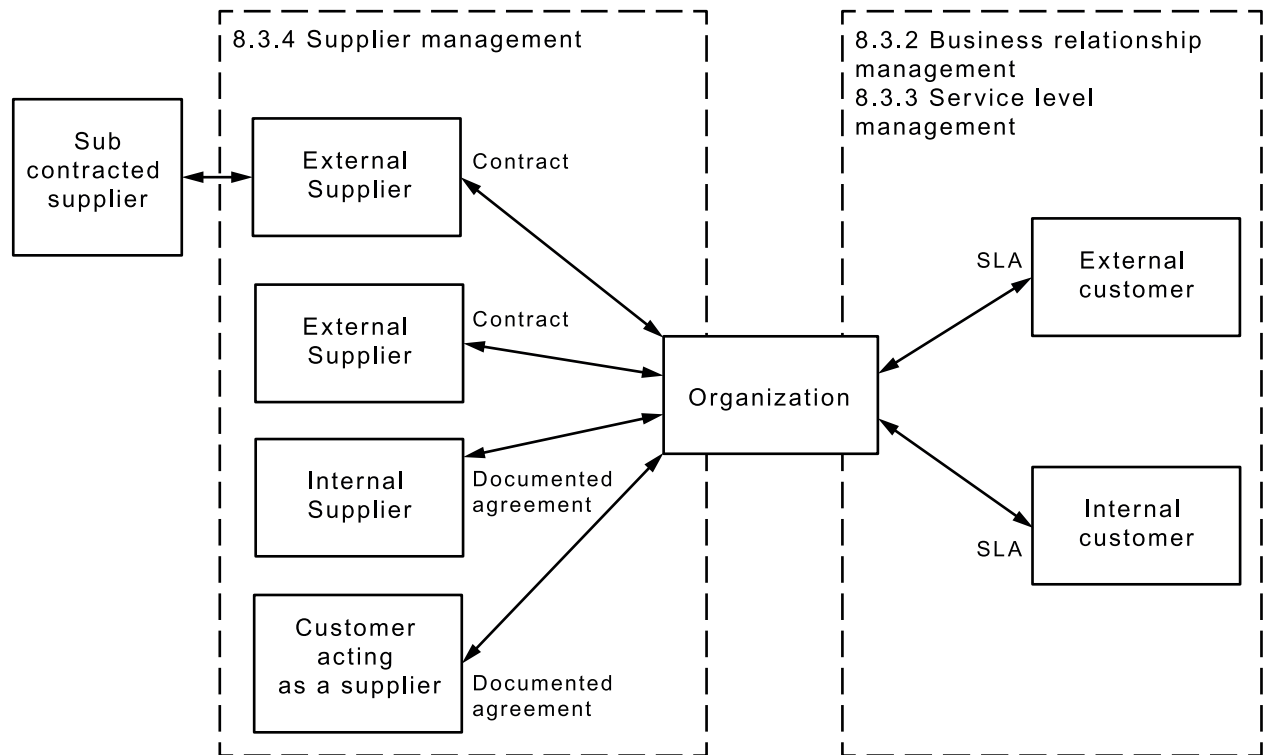 8.3.4 Supplier management
8.3.2 Business relationship
management
8.3.3 Service level
management
Sub
contracted
supplier
External
Supplier
Contract
External
Supplier
Contract
Internal
Supplier
Documented
agreement
Customer
acting
as a supplier
Documented
agreement
Organization
SLA
External
customer
SLA
Internal
customer